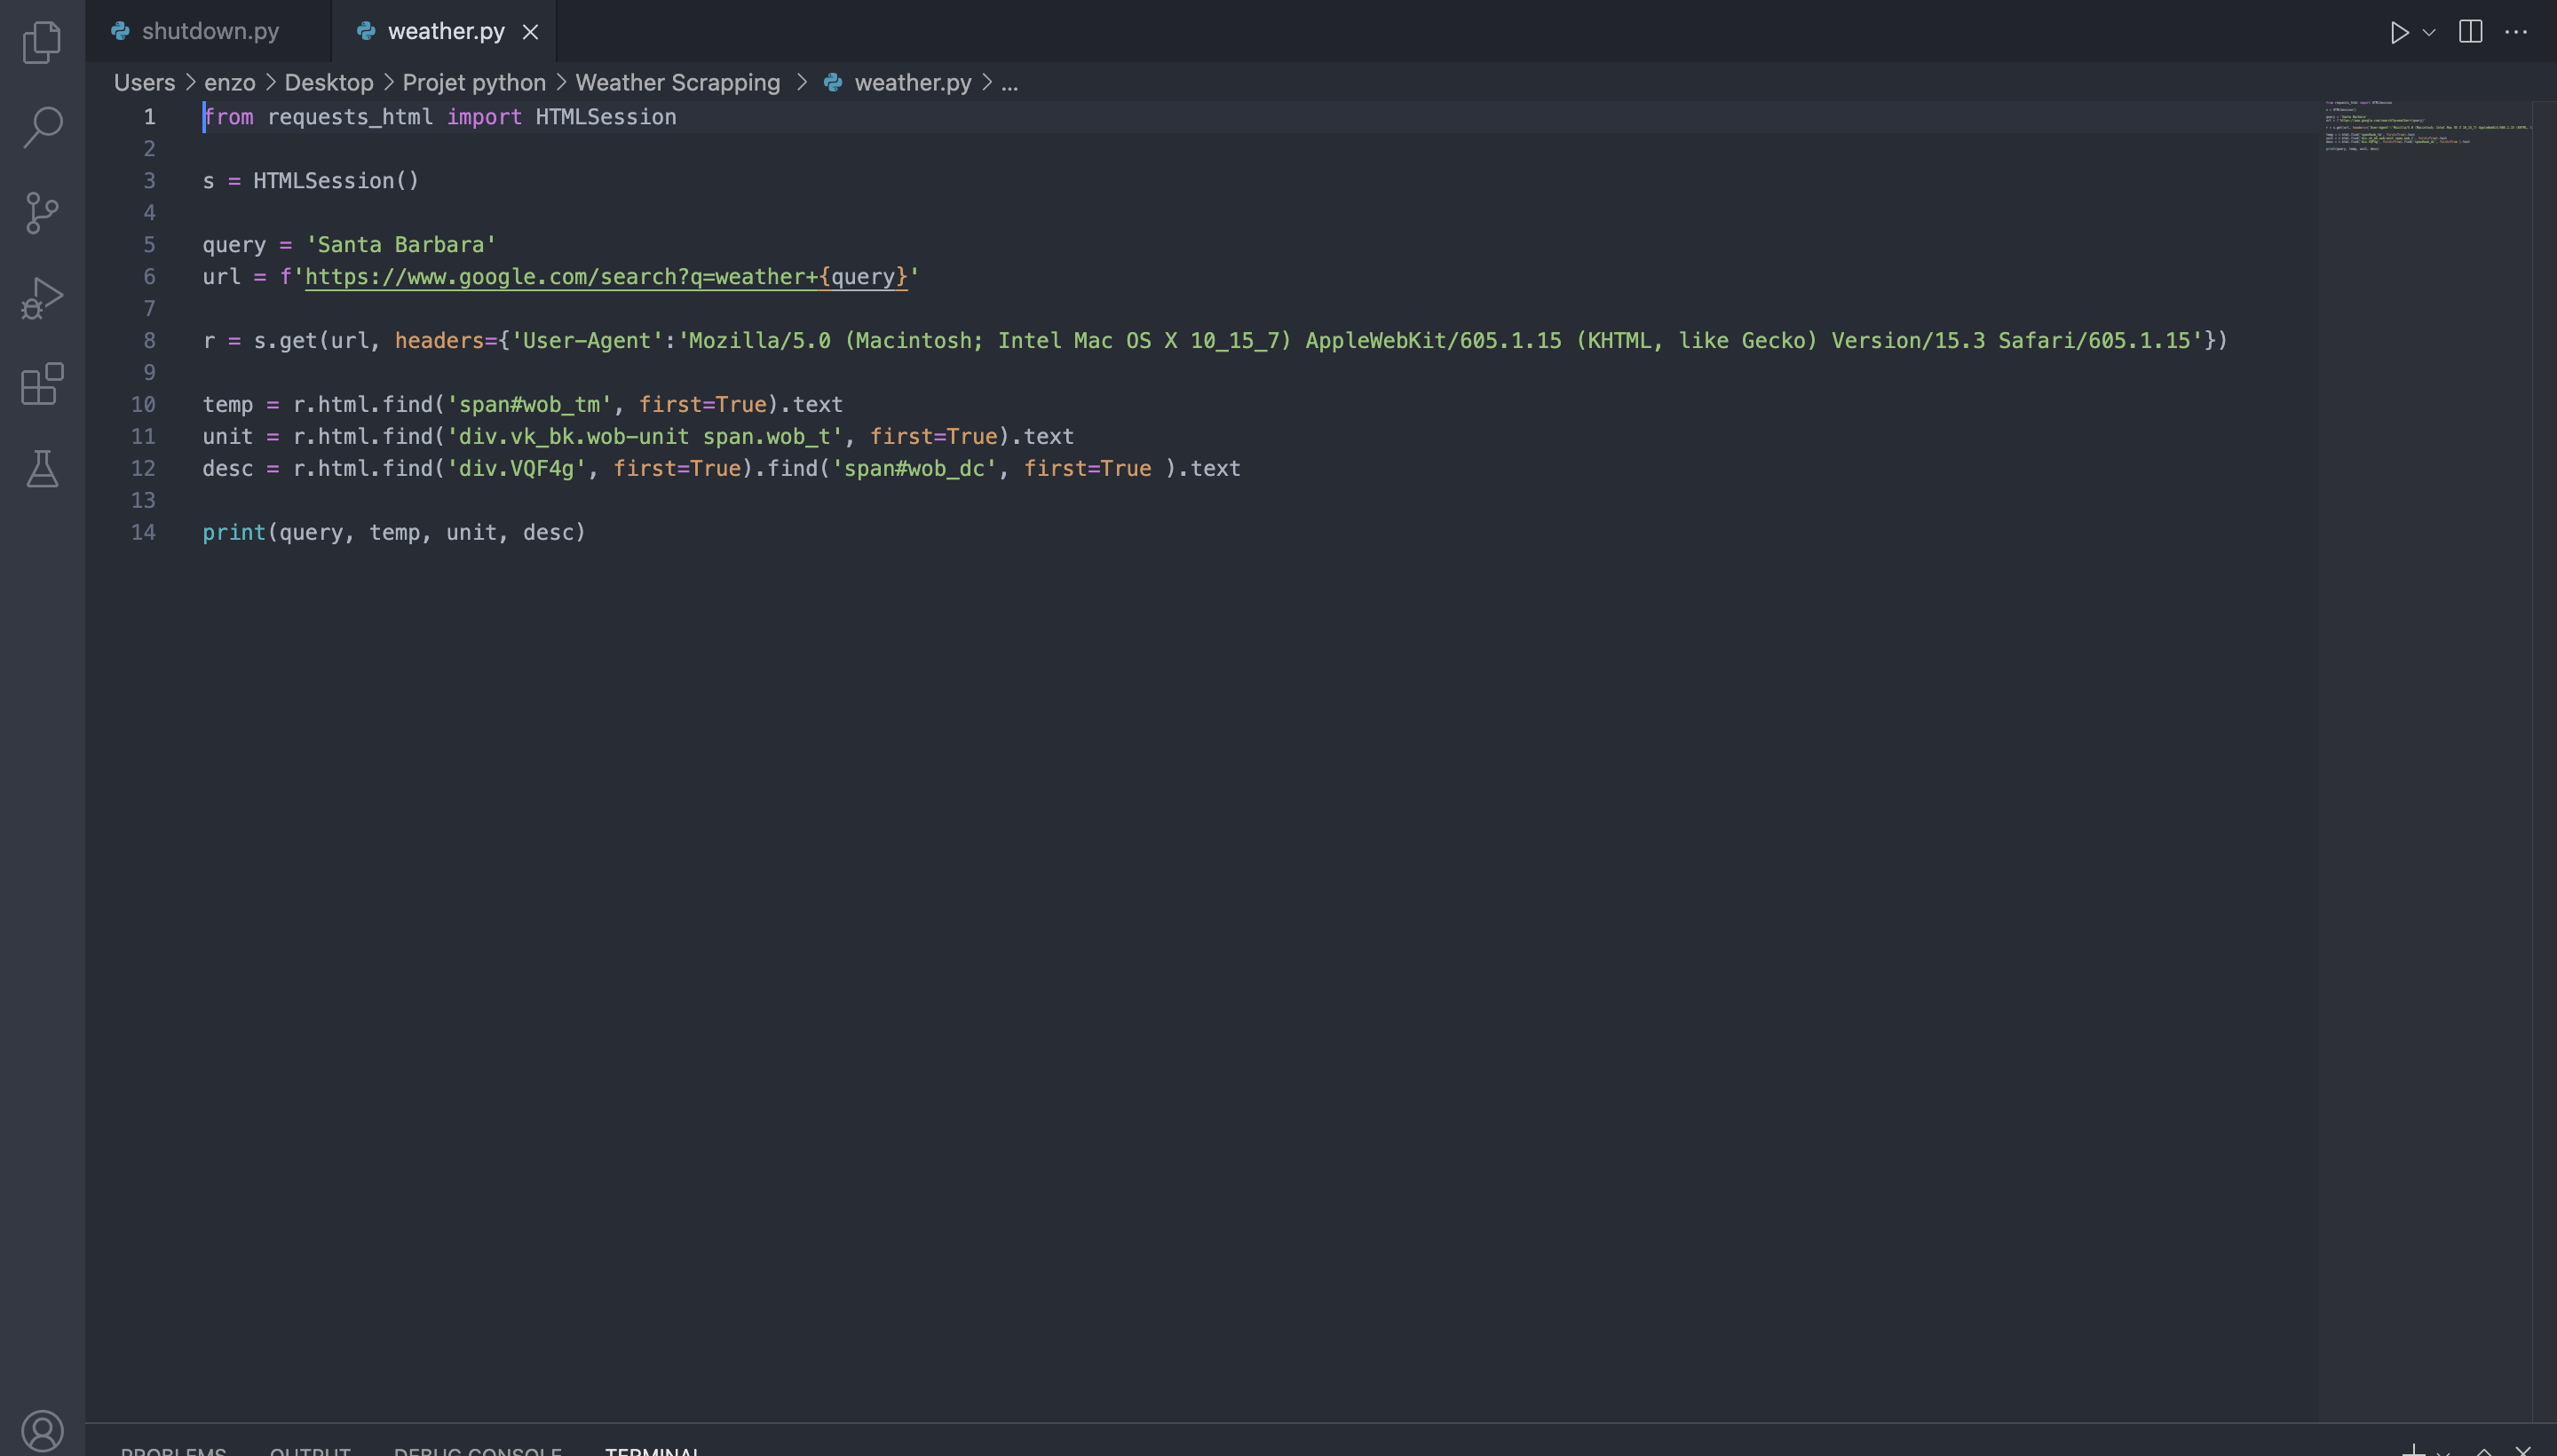 shutdown.py
weather.py
Users > enzo > Desktop > Projet python > Weather Scrapping > weather.py > ...
1 from requests_html import HTMLSession
2
3 s = HTMLSession()
4
5 query = 'Santa Barbara'
6 url = f'https://www.google.com/search?q=weather+{query}'
7
8 r = s.get(url, headers={'User-Agent':'Mozilla/5.0 (Macintosh; Intel Mac OS X 10_15_7) AppleWebKit/605.1.15 (KHTML, like Gecko) Version/15.3 Safari/605.1.15'})
9
10 temp = r.html.find('span#wob_tm', first=True).text
11 unit = r.html.find('div.vk_bk.wob-unit span.wob_t', first=True).text
12 desc = r.html.find('div.VQF4g', first=True).find('span#wob_dc', first=True ).text
13
14 print(query, temp, unit, desc)
PROBLEMS OUTPUT DEBUG CONSOLE TERMINAL